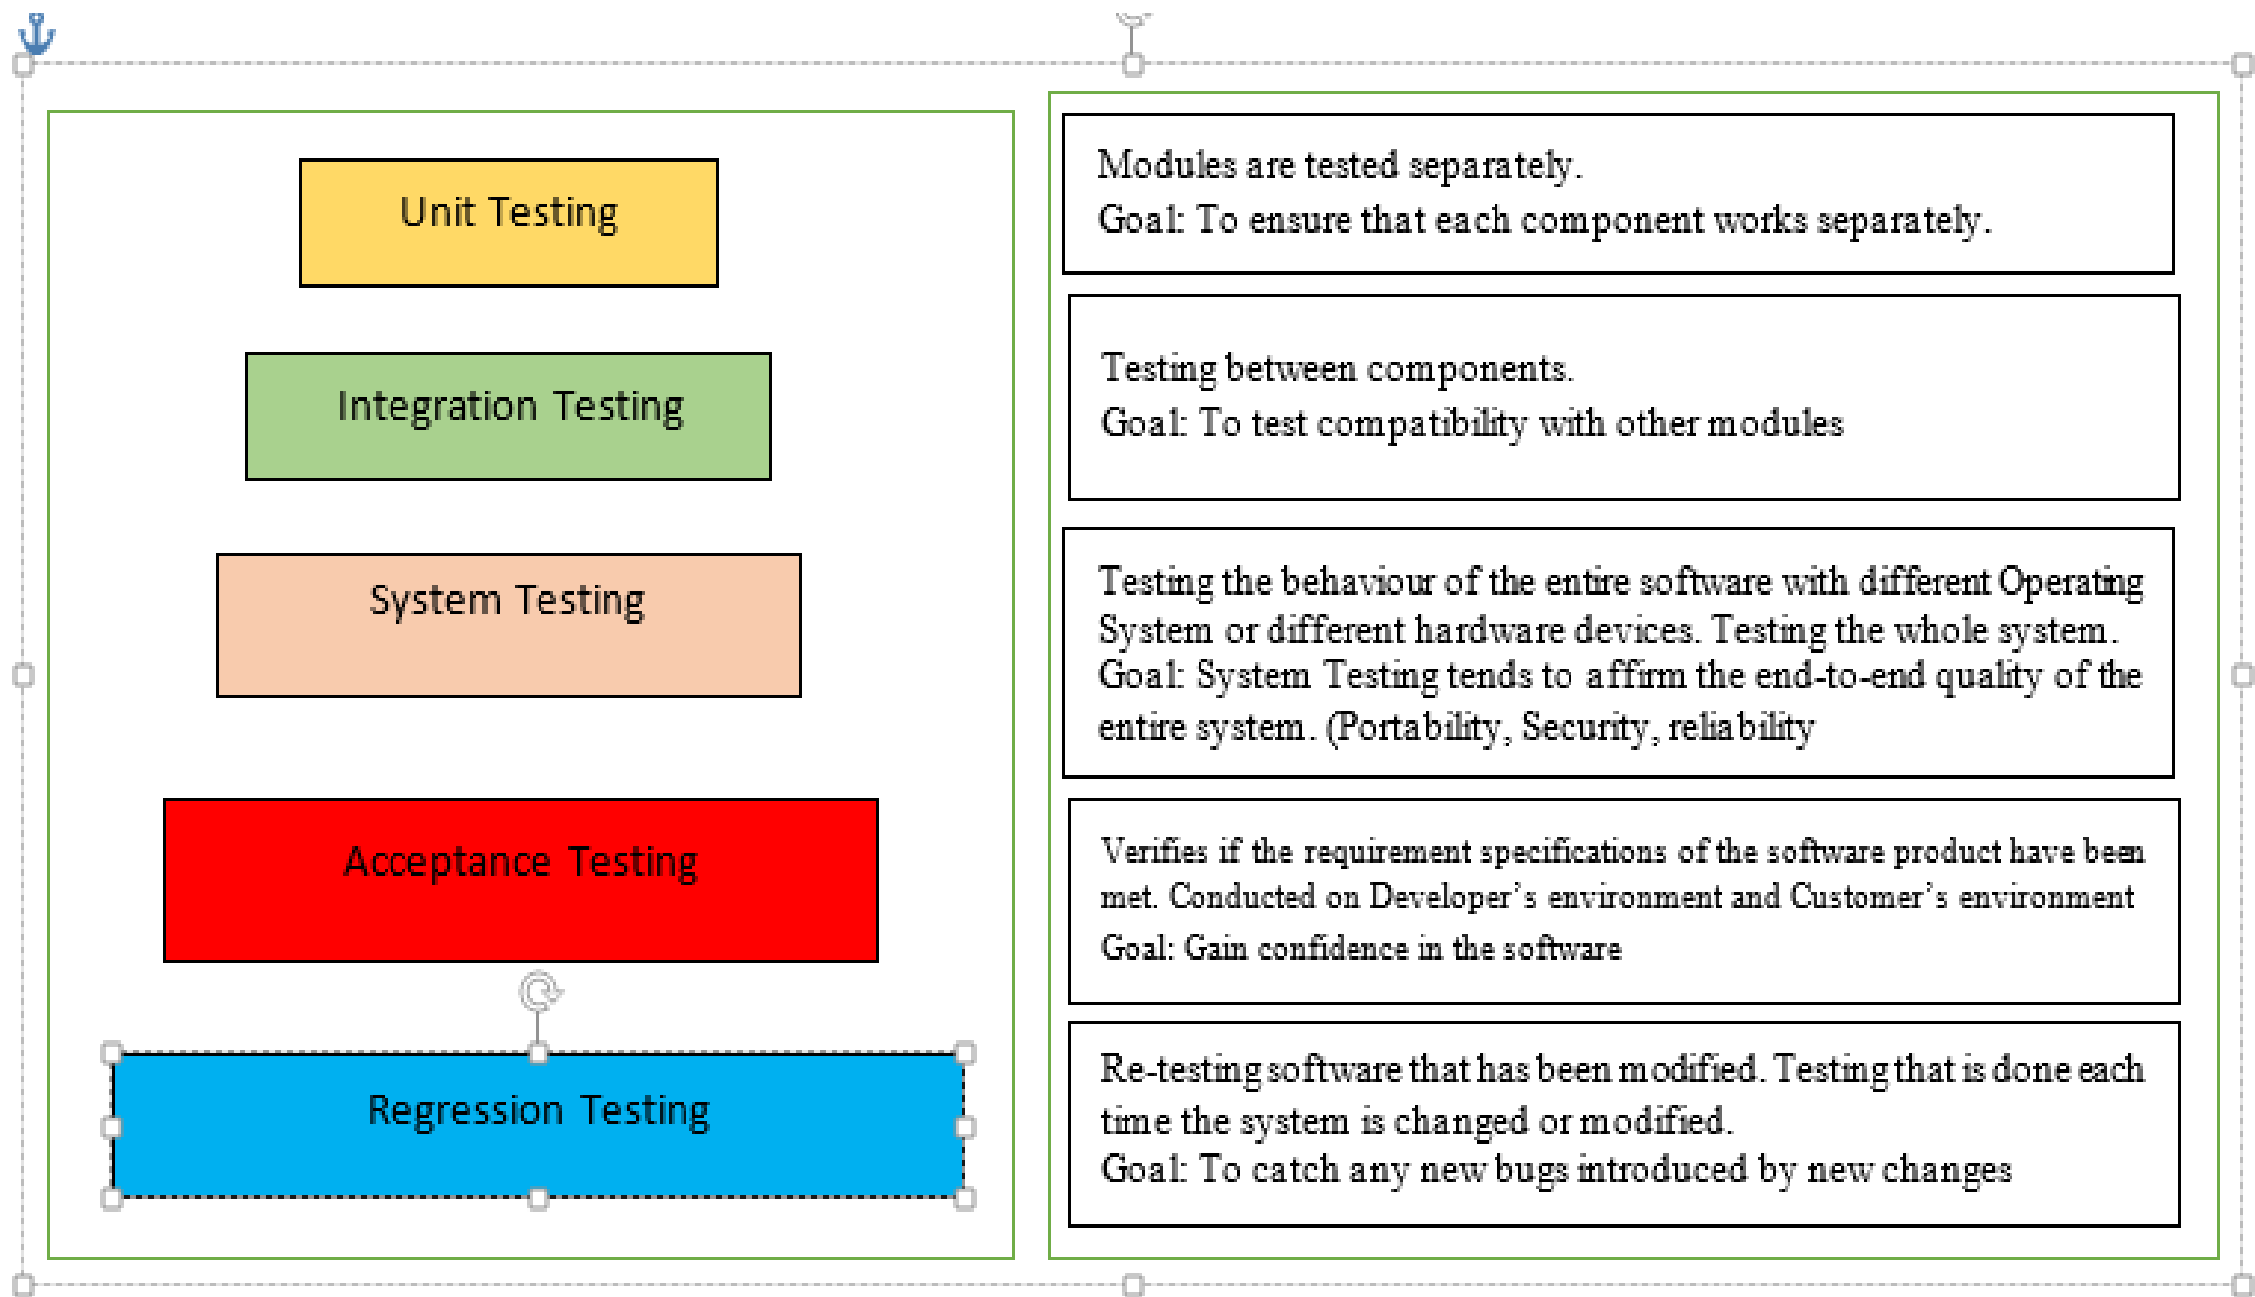 Unit Testing
Modules are tested separately.
Goal: To ensure that each component works separately.
Integration Testing
Testing between components.
Goal: To test compatibility with other modules
System Testing
Testing the behaviour of the entire software with different Operating
System or different hardware devices. Testing the whole system.
Goal: System Testing tends to affirm the end-to-end quality of the
entire system. (Portability, Security, reliability
Acceptance Testing
Verifies if the requirement specifications of the software product have been
met. Conducted on Developer’s environment and Customer’s environment
Goal: Gain confidence in the software
Regression Testing
Re-testing software that has been modified. Testing that is done each
time the system is changed or modified.
Goal: To catch any new bugs introduced by new changes